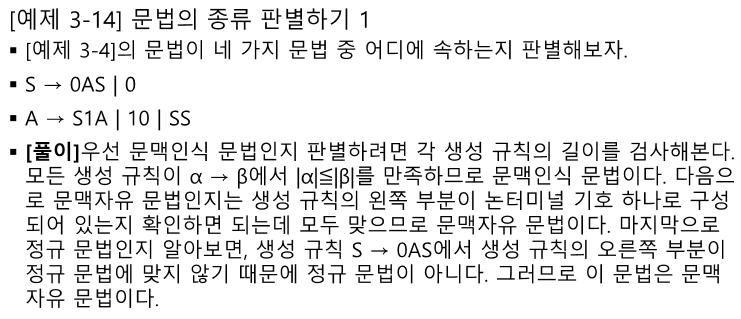 [예제 3-14] 문법의 종류 판별하기 1
▪ [예제 3-4]의 문법이 네 가지 문법 중 어디에 속하는지 판별해보자.
▪ S → 0AS | 0
▪ A → S1A | 10 | SS
▪ [풀이]우선 문맥인식 문법인지 판별하려면 각 생성 규칙의 길이를 검사해본다.
모든 생성 규칙이 α → β에서 |α|≦|β|를 만족하므로 문맥인식 문법이다. 다음으
로 문맥자유 문법인지는 생성 규칙의 왼쪽 부분이 논터미널 기호 하나로 구성
되어 있는지 확인하면 되는데 모두 맞으므로 문맥자유 문법이다. 마지막으로
정규 문법인지 알아보면, 생성 규칙 S → 0AS에서 생성 규칙의 오른쪽 부분이
정규 문법에 맞지 않기 때문에 정규 문법이 아니다. 그러므로 이 문법은 문맥
자유 문법이다.